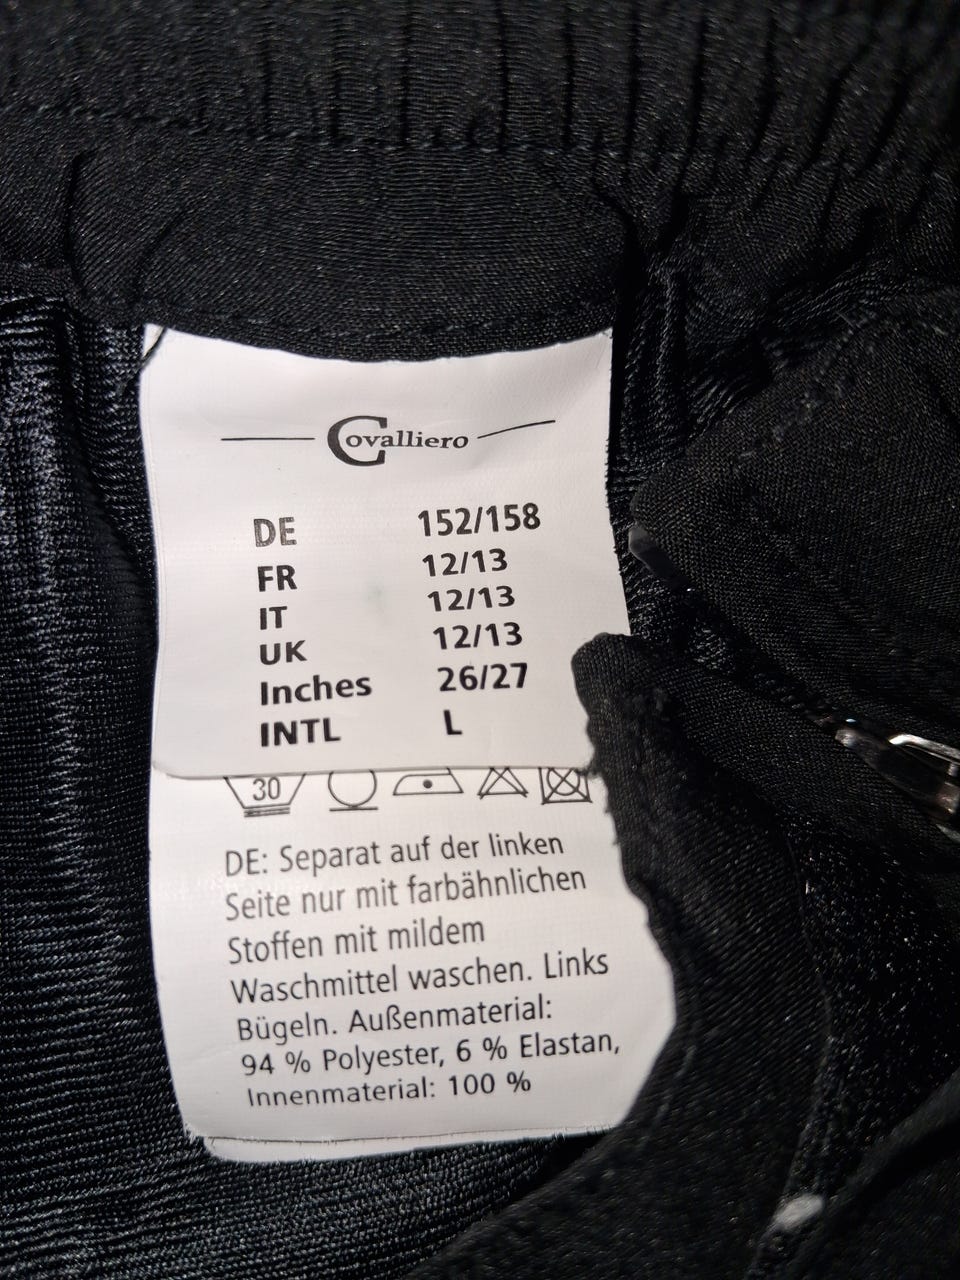 Covalliero
DE 152/158
FR 12/13
IT 12/13
UK 12/13
Inches 26/27
INTL L
30
DE: Separat auf der linken
Seite nur mit farbähnlichen
Stoffen mit mildem
Waschmittel waschen. Links
Bügeln. Außenmaterial:
94 % Polyester, 6 % Elastan,
Innenmaterial: 100 %